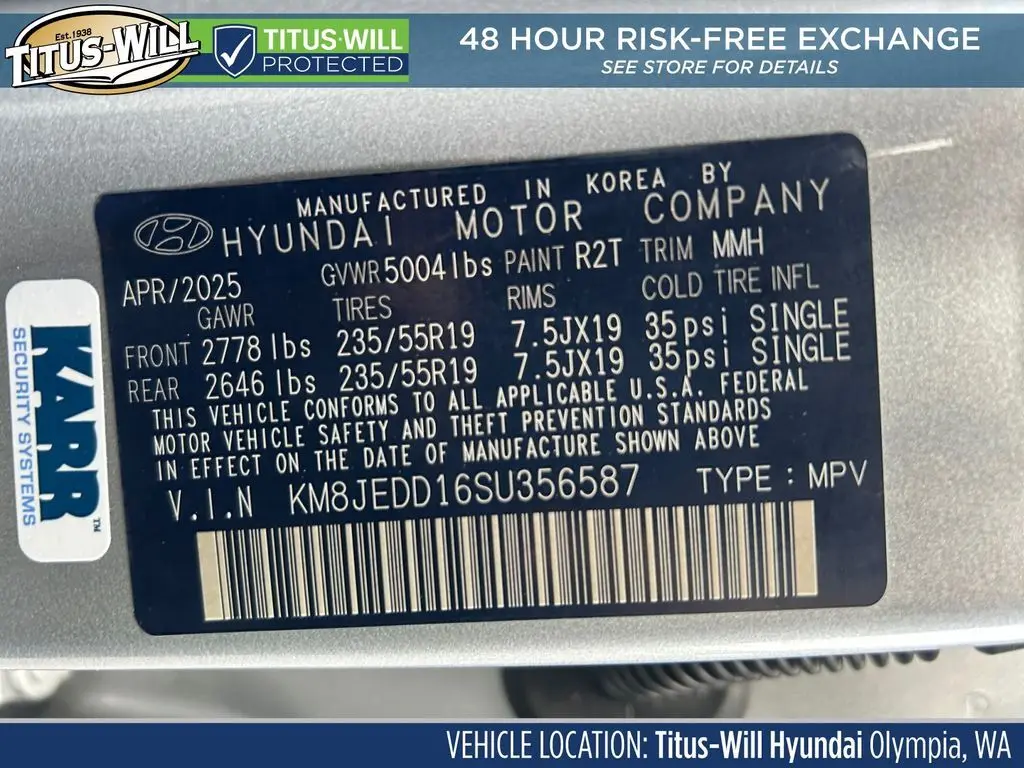 Est. 1938
TITUS-WILL
TITUS-WILL
PROTECTED
48 HOUR RISK-FREE EXCHANGE
SEE STORE FOR DETAILS
MANUFACTURED IN KOREA BY
HYUNDAI MOTOR COMPANY
APR/2025 GVWR 5004lbs PAINT R2T TRIM MMH
GAWR TIRES RIMS COLD TIRE INFL
FRONT 2778 lbs 235/55R19 7.5JX19 35psi SINGLE
REAR 2646 lbs 235/55R19 7.5JX19 35psi SINGLE
THIS VEHICLE CONFORMS TO ALL APPLICABLE U.S.A. FEDERAL
MOTOR VEHICLE SAFETY AND THEFT PREVENTION STANDARDS
IN EFFECT ON THE DATE OF MANUFACTURE SHOWN ABOVE
V.I.N KM8JEDD16SU356587 TYPE : MPV
KARR™
SECURITY SYSTEMS
VEHICLE LOCATION: Titus-Will Hyundai Olympia, WA